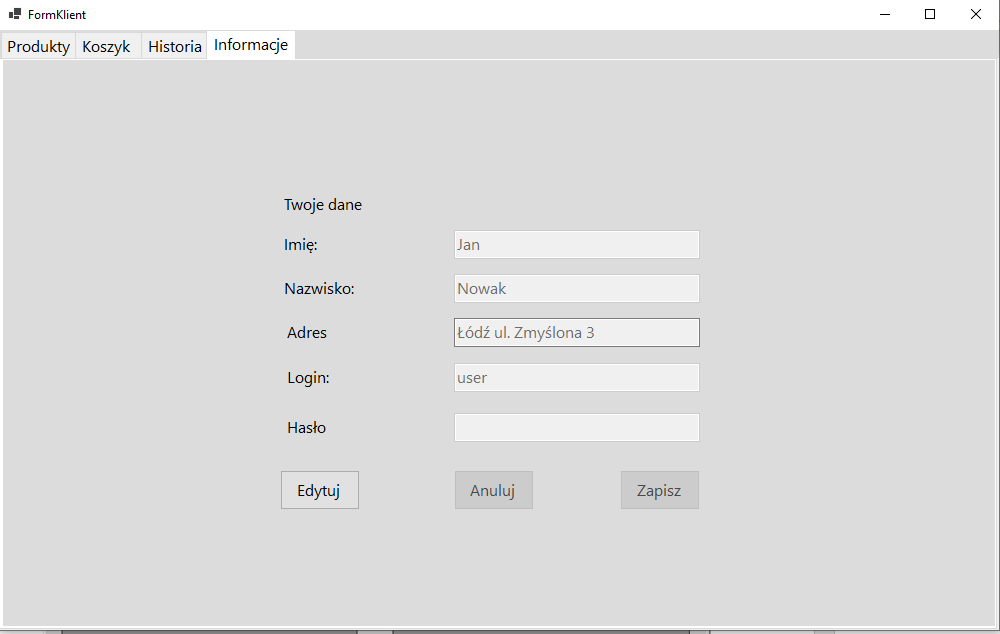 FormKlient
Produkty Koszyk Historia Informacje
Twoje dane
Imię: Jan
Nazwisko: Nowak
Adres Łódź ul. Zmyślona 3
Login: user
Hasło
Edytuj Anuluj Zapisz